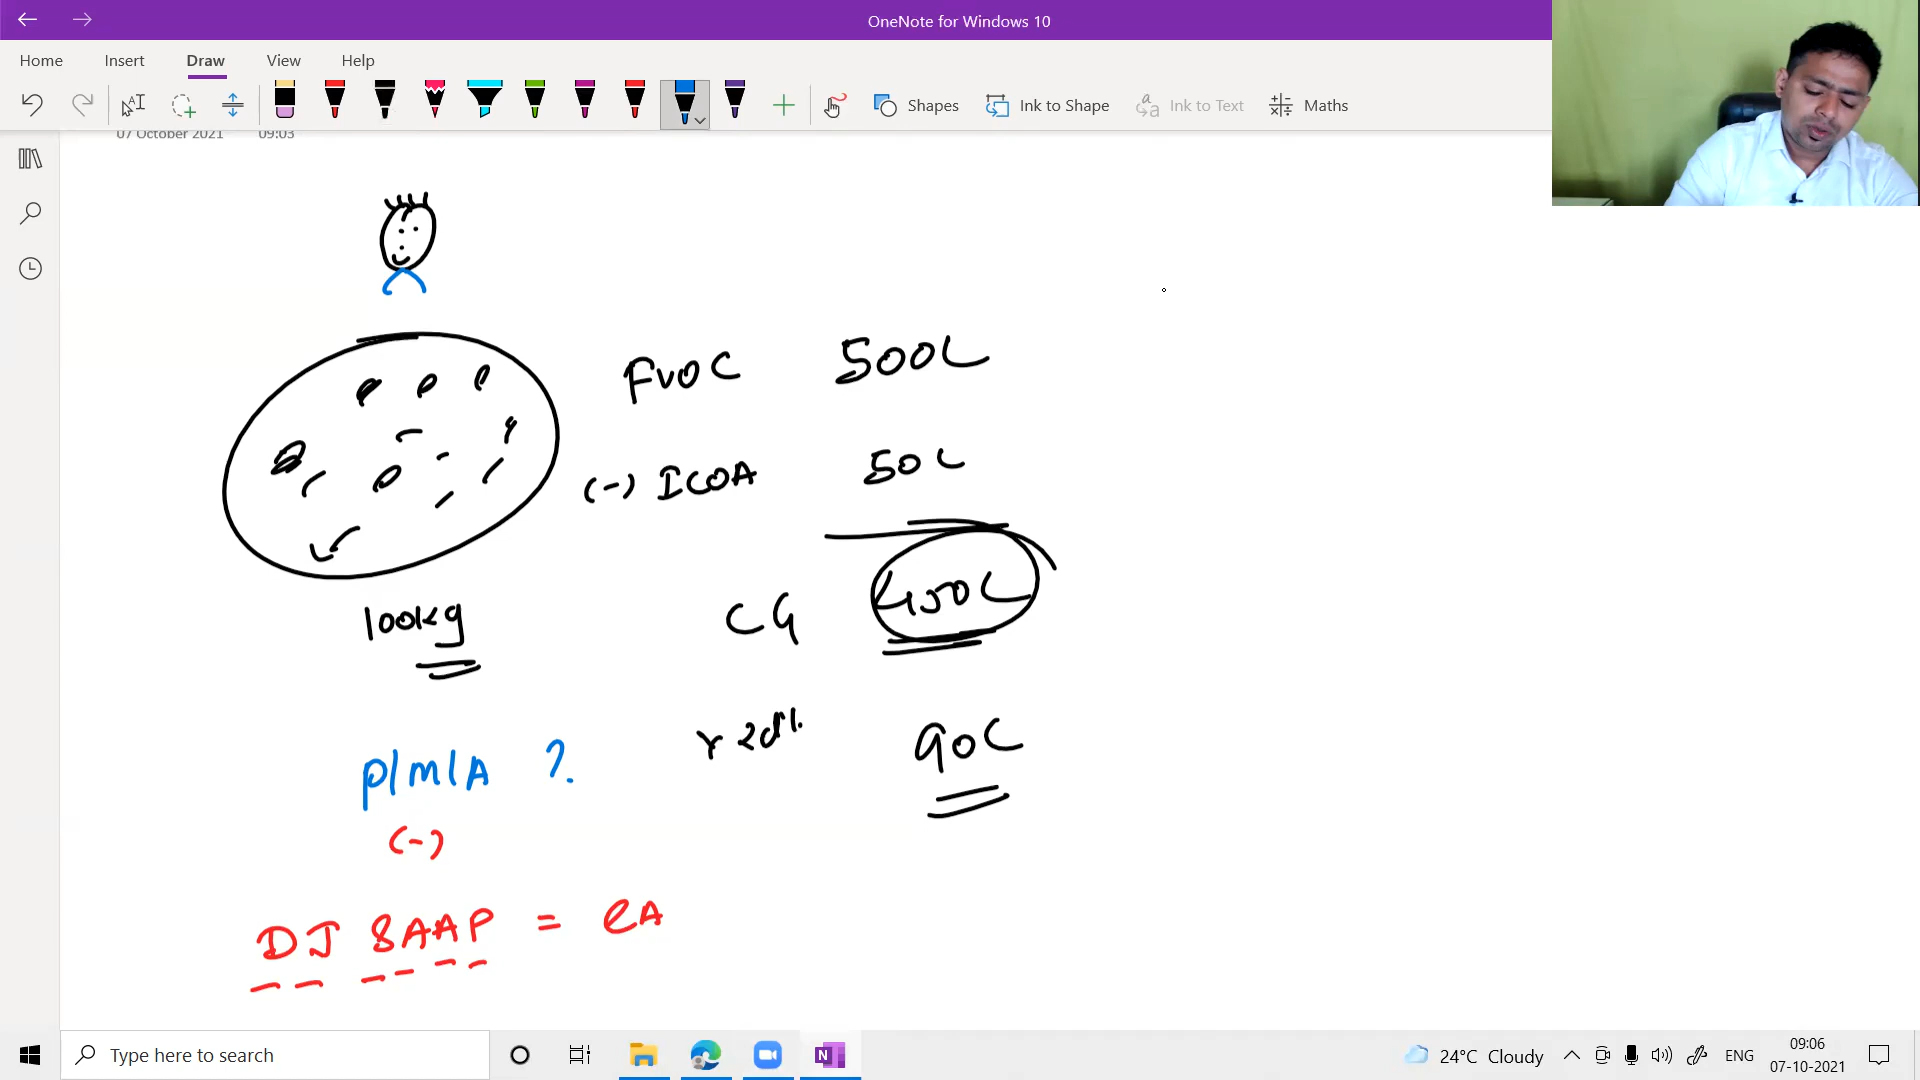 OneNote for Windows 10
Home Insert Draw View Help
Shapes Ink to Shape Ink to Text Maths
07 October 2021 09:03
FVOC 500L
(-) ICOA 50L
CG 450L
100kg
x 20%. 90L
P/M/A ?
(-)
DJ SAAP = EA
Type here to search
N
24°C Cloudy
ENG
09:06
07-10-2021